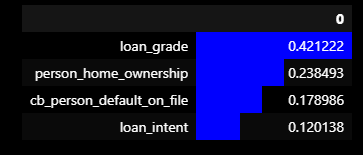 0
loan_grade 0.421222
person_home_ownership 0.238493
cb_person_default_on_file 0.178986
loan_intent 0.120138